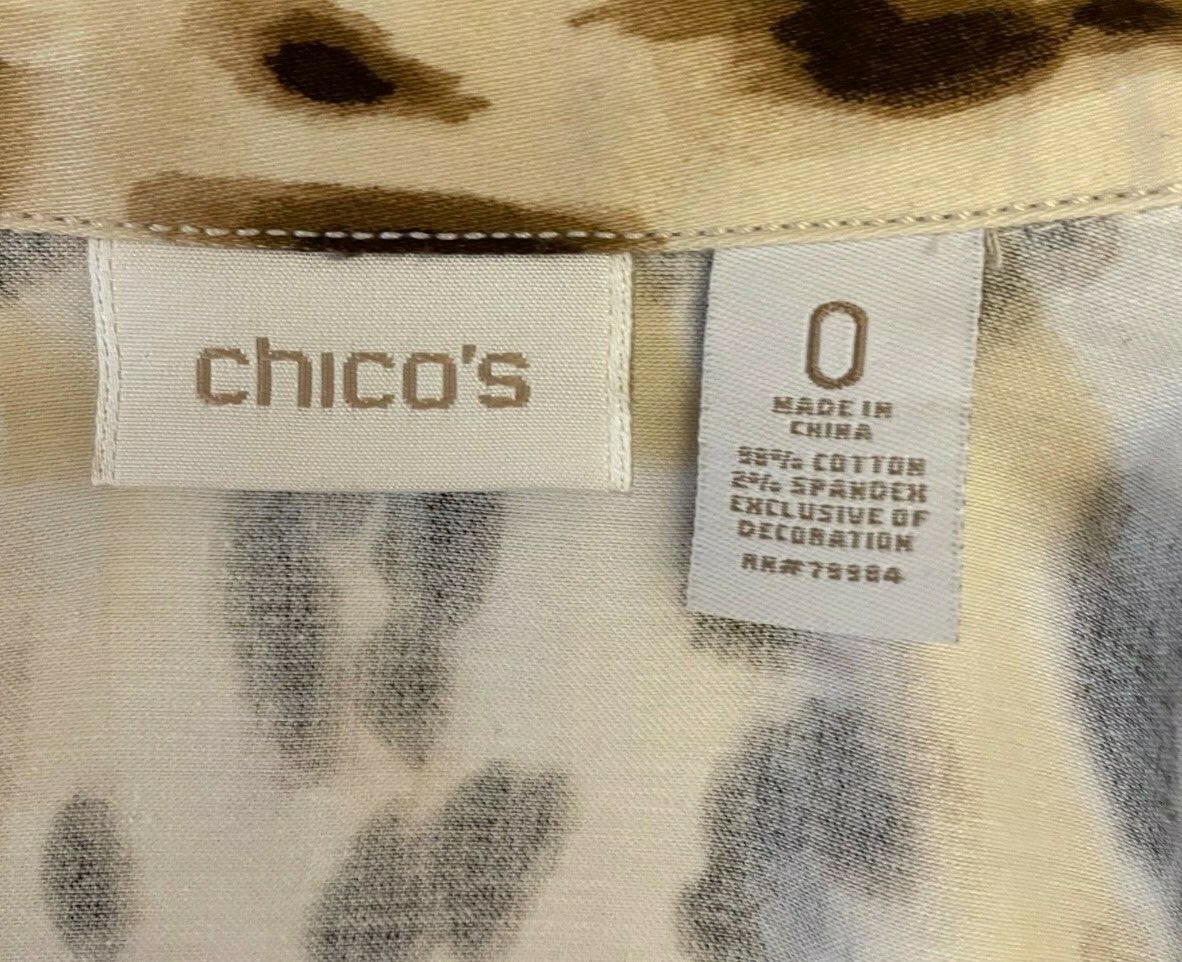 chico's
0
MADE IN
CHINA
98% COTTON
2% SPANDEX
EXCLUSIVE OF
DECORATION